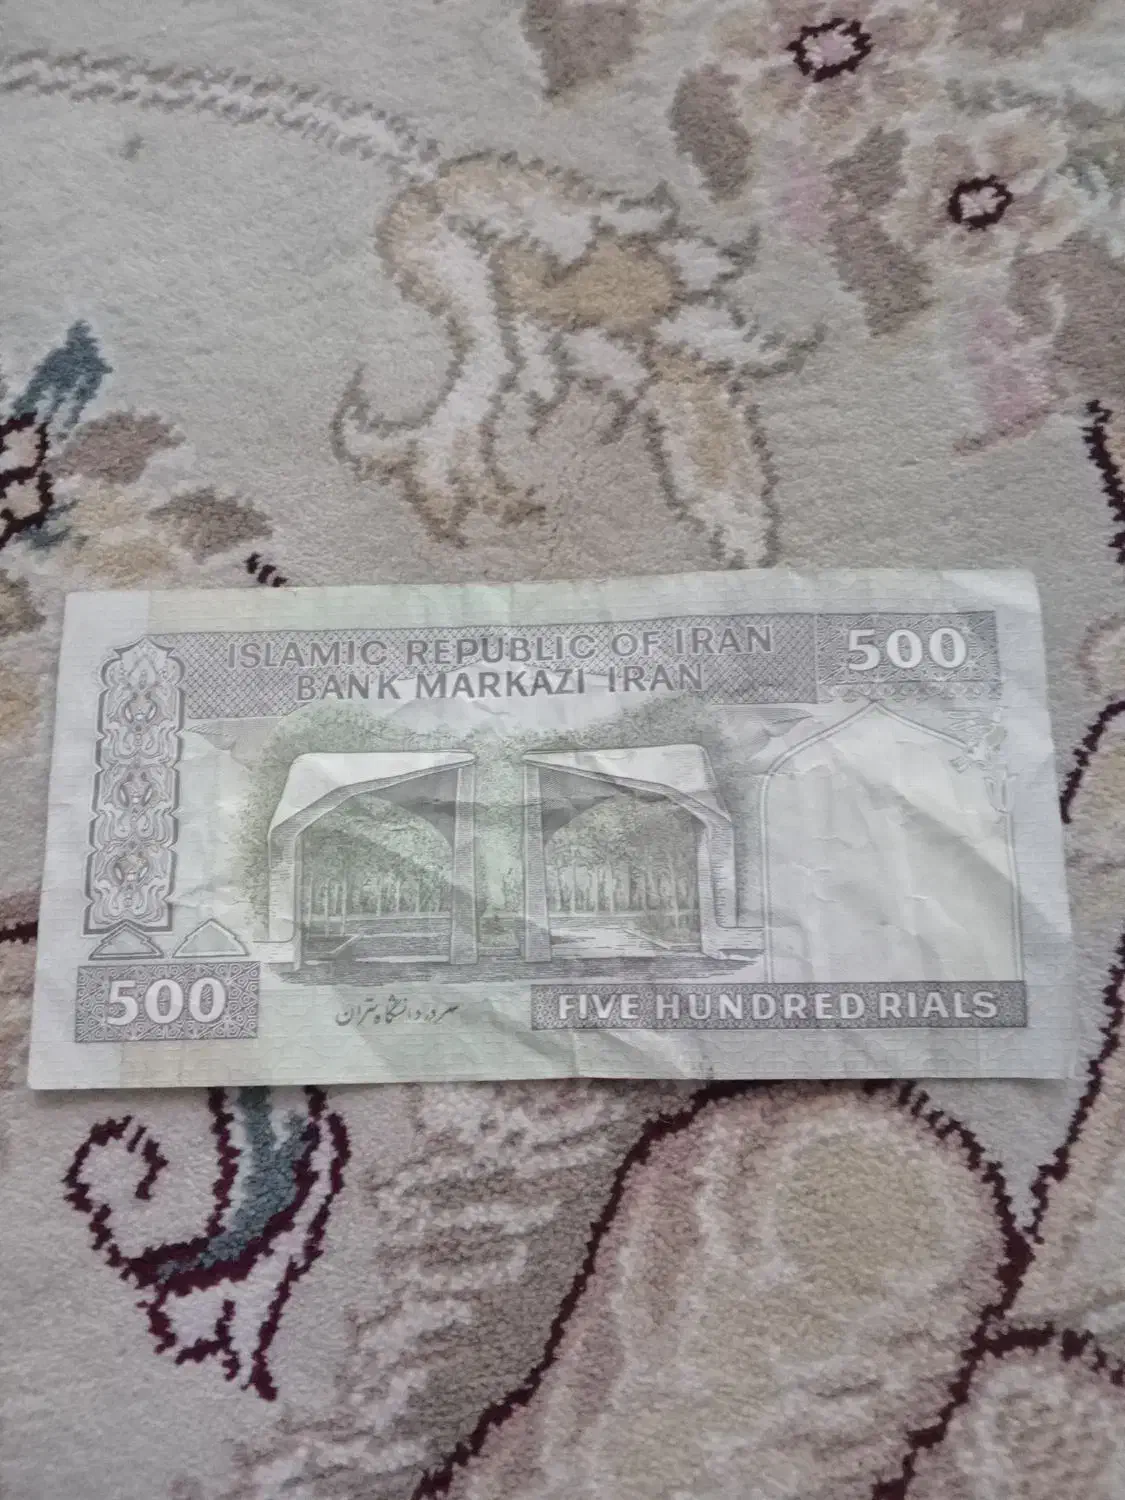 ISLAMIC REPUBLIC OF IRAN
500
BANK MARKAZI IRAN
500
سردر دانشگاه تهران
FIVE HUNDRED RIALS